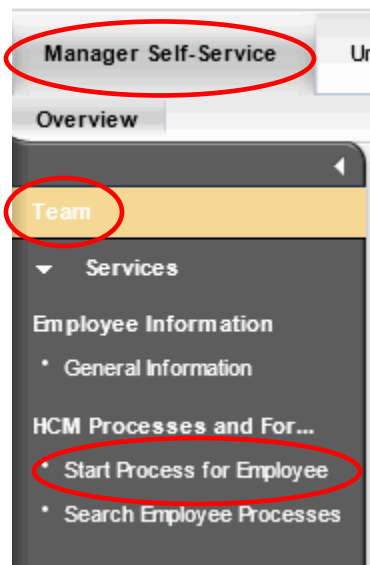 Manager Self-Service Ur
Overview
Team
Services
Employee Information
General Information
HCM Processes and For...
Start Process for Employee
Search Employee Processes